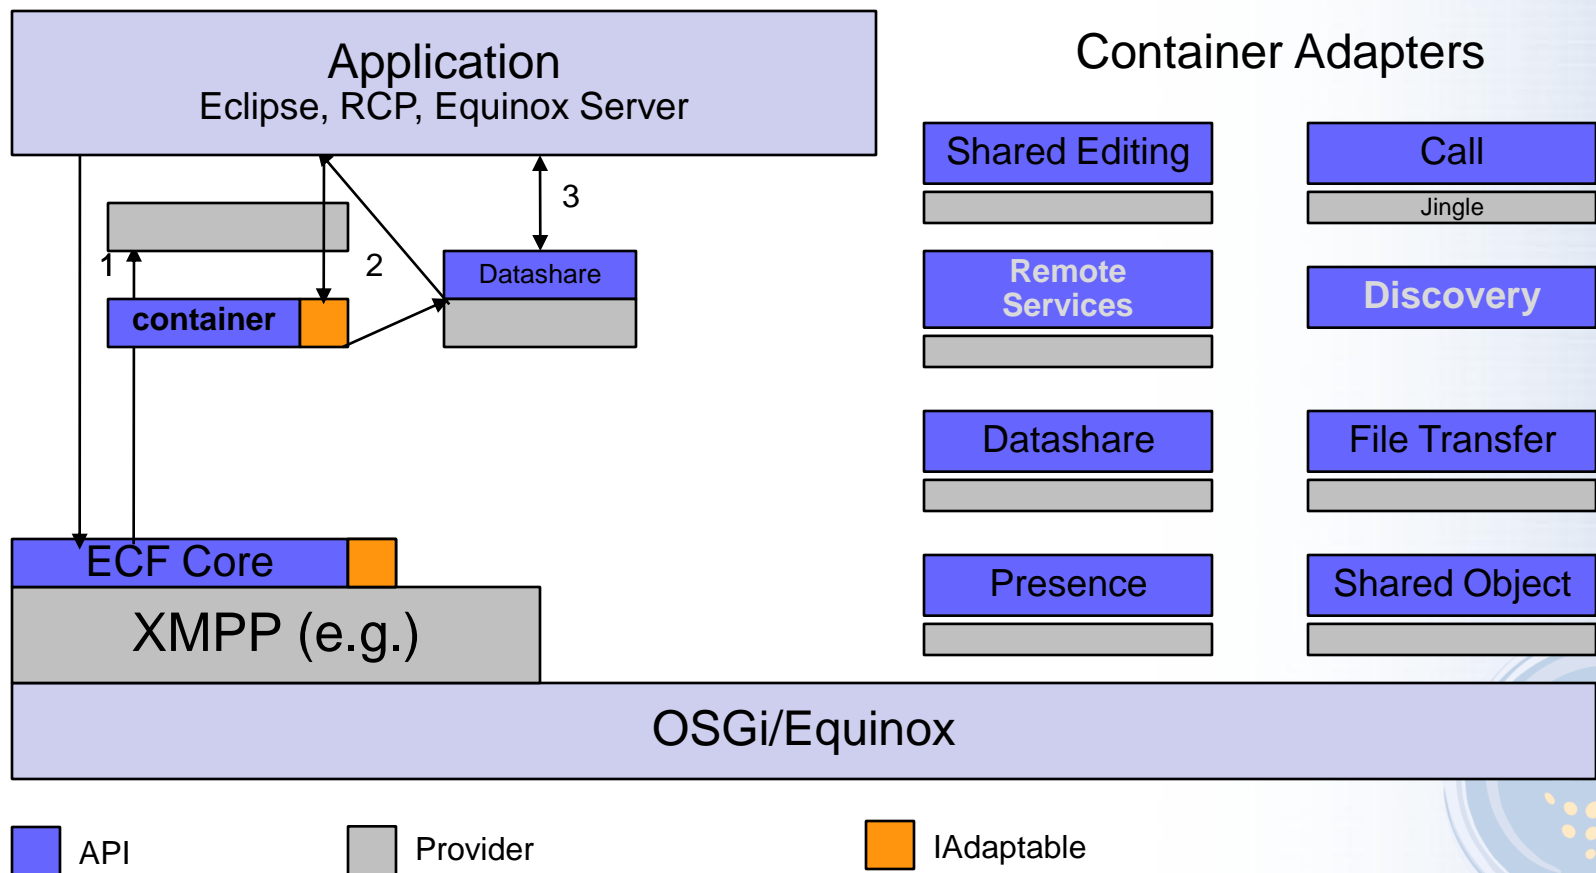 Application
Eclipse, RCP, Equinox Server
Container Adapters
Shared Editing
Call
Jingle
3
1
2
Datashare
container
Remote
Services
Discovery
Datashare
File Transfer
ECF Core
Presence
Shared Object
XMPP (e.g.)
OSGi/Equinox
API
Provider
IAdaptable